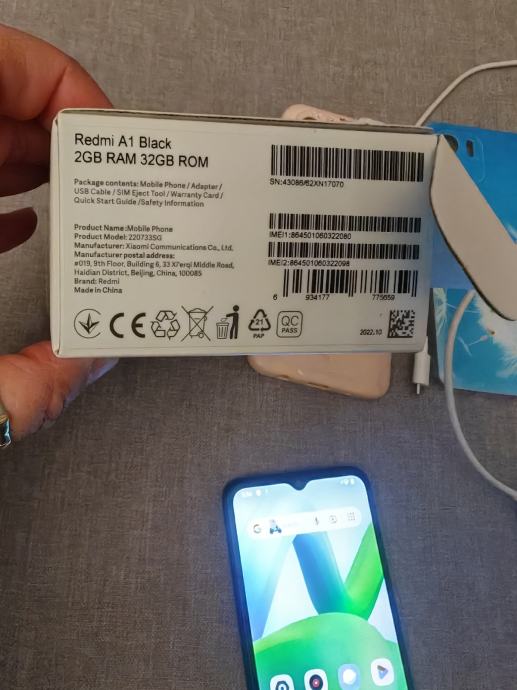 Redmi A1 Black
2GB RAM 32GB ROM
Package contents: Mobile Phone / Adapter /
USB Cable / SIM Eject Tool / Warranty Card /
Quick Start Guide /Safety Information
Product Name:Mobile Phone
Product Model:220733SG
Manufacturer: Xiaomi Communications Co., Ltd.
Manufacturer postal address:
#019, 9th Floor, Building 6, 33 Xi'erqi Middle Road,
Haidian District, Beijing, China, 100085
Brand: Redmi
Made in China
SN:43086/62XN17070
IMEI1:864501060322080
IMEI2:864501060322098
6 934177 775659
CE
21
PAP
QC
PASS
2022.10
G